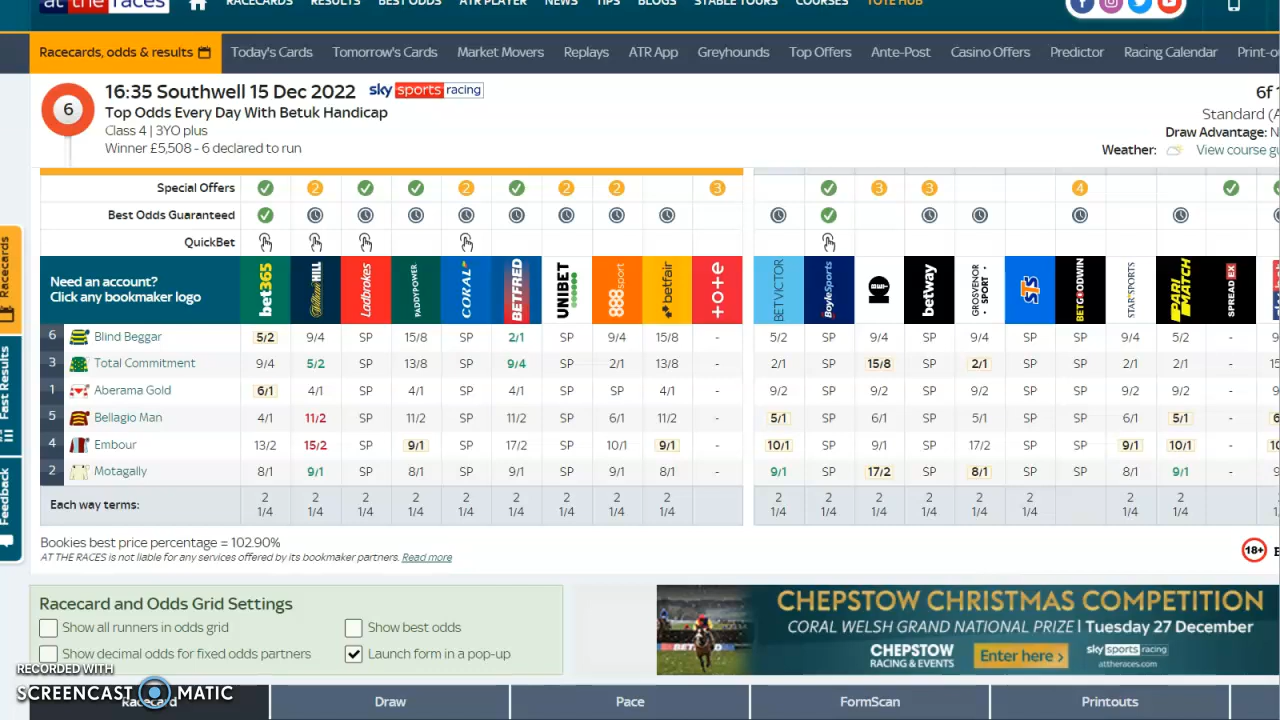 at the races
RACECARDS RESULTS BEST ODDS ATR PLAYER NEWS TIPS BLOGS STABLE TOURS COURSES TOTE HUB
Racecards, odds & results Today's Cards Tomorrow's Cards Market Movers Replays ATR App Greyhounds Top Offers Ante-Post Casino Offers Predictor Racing Calendar Print-o
6 16:35 Southwell 15 Dec 2022 sky sports racing 6f 1
Top Odds Every Day With Betuk Handicap Standard (A
Class 4 | 3YO plus Draw Advantage: N
Winner £5,508 - 6 declared to run Weather: View course gu
Special Offers 2 2 2 2 3 3 3 4
Best Odds Guaranteed
QuickBet
Need an account?
Click any bookmaker logo
bet365 William HILL Ladbrokes PADDYPOWER CORAL BETFRED UNIBET 888sport betfair tote BETVICTOR BoyleSports 10 betway GROSVENOR SPORT STS BETGOODWIN STARSPORTS PARIMATCH SPREADEX
6 Blind Beggar 5/2 9/4 SP 15/8 SP 2/1 SP 9/4 15/8 - 5/2 SP 9/4 SP 9/4 SP SP 9/4 5/2 - 9
3 Total Commitment 9/4 5/2 SP 13/8 SP 9/4 SP 2/1 13/8 - 2/1 SP 15/8 SP 2/1 SP SP 2/1 2/1 - 15
1 Aberama Gold 6/1 4/1 SP 4/1 SP 4/1 SP SP 4/1 - 9/2 SP 9/2 SP 9/2 SP SP 9/2 9/2 - 9
5 Bellagio Man 4/1 11/2 SP 11/2 SP 11/2 SP 6/1 11/2 - 5/1 SP 6/1 SP 5/1 SP SP 6/1 5/1 - 6
4 Embour 13/2 15/2 SP 9/1 SP 17/2 SP 10/1 9/1 - 10/1 SP 9/1 SP 17/2 SP SP 9/1 10/1 - 10
2 Motagally 8/1 9/1 SP 8/1 SP 9/1 SP 9/1 8/1 - 9/1 SP 17/2 SP 8/1 SP SP 8/1 9/1 - 9
Each way terms: 2 2 2 2 2 2 2 2 2 2 2 2 2 2 2 2 2
1/4 1/4 1/4 1/4 1/4 1/4 1/4 1/4 1/4 1/4 1/4 1/4 1/4 1/4 1/4 1/4 1/4
Bookies best price percentage = 102.90%
AT THE RACES is not liable for any services offered by its bookmaker partners. Read more
18+
Racecards
Fast Results
Feedback
Racecard and Odds Grid Settings
Show all runners in odds grid Show best odds
Show decimal odds for fixed odds partners Launch form in a pop-up
CHEPSTOW CHRISTMAS COMPETITION
CORAL WELSH GRAND NATIONAL PRIZE | Tuesday 27 December
CHEPSTOW
RACING & EVENTS
Enter here >
sky sports racing
attheraces.com
RECORDED WITH
SCREENCAST MATIC
Racecard Draw Pace FormScan Printouts